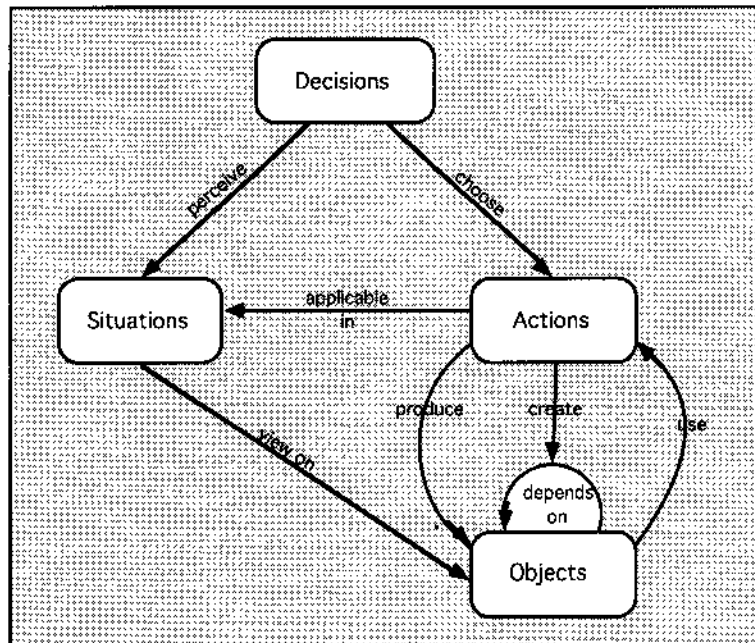 Decisions
perceive
choose
Situations
applicable
in
Actions
produce
create
use
view on
depends
on
Objects